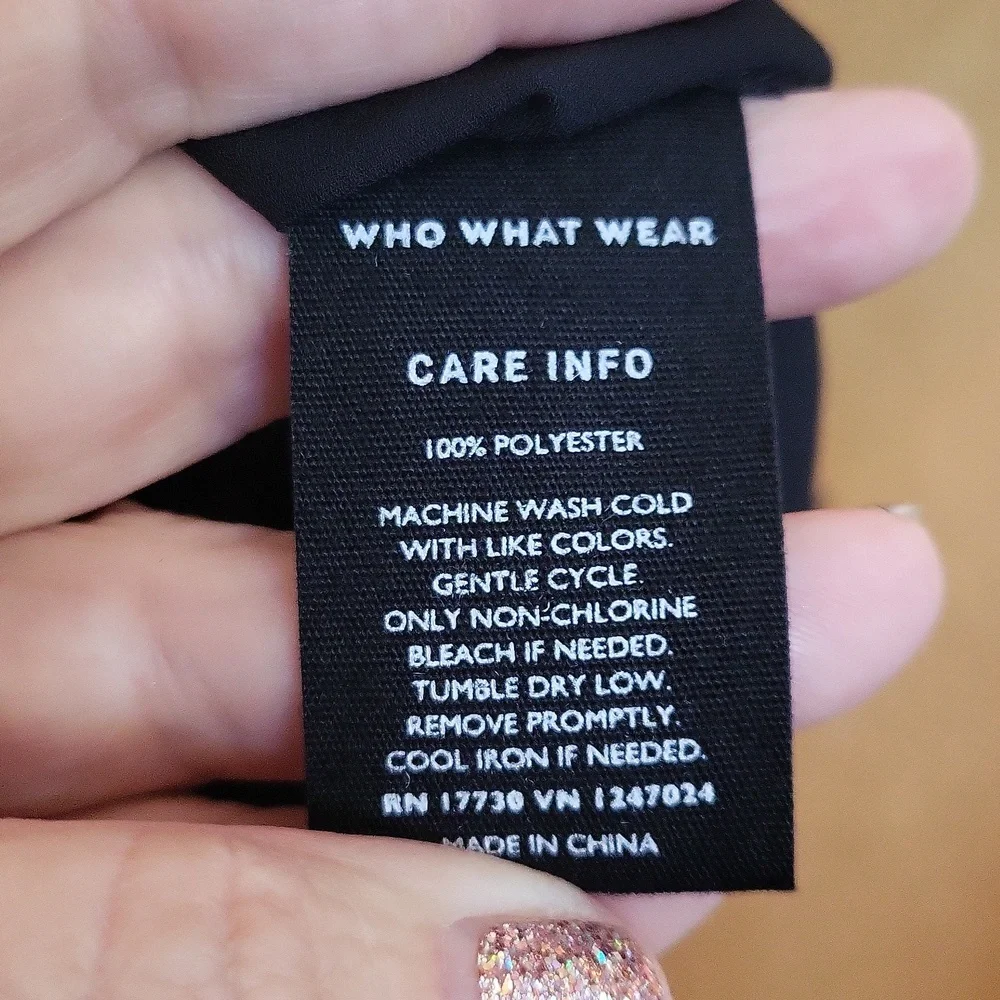 WHO WHAT WEAR
CARE INFO
100% POLYESTER
MACHINE WASH COLD
WITH LIKE COLORS.
GENTLE CYCLE.
ONLY NON-CHLORINE
BLEACH IF NEEDED.
TUMBLE DRY LOW.
REMOVE PROMPTLY.
COOL IRON IF NEEDED.
RN 17730 VN 1247024
MADE IN CHINA